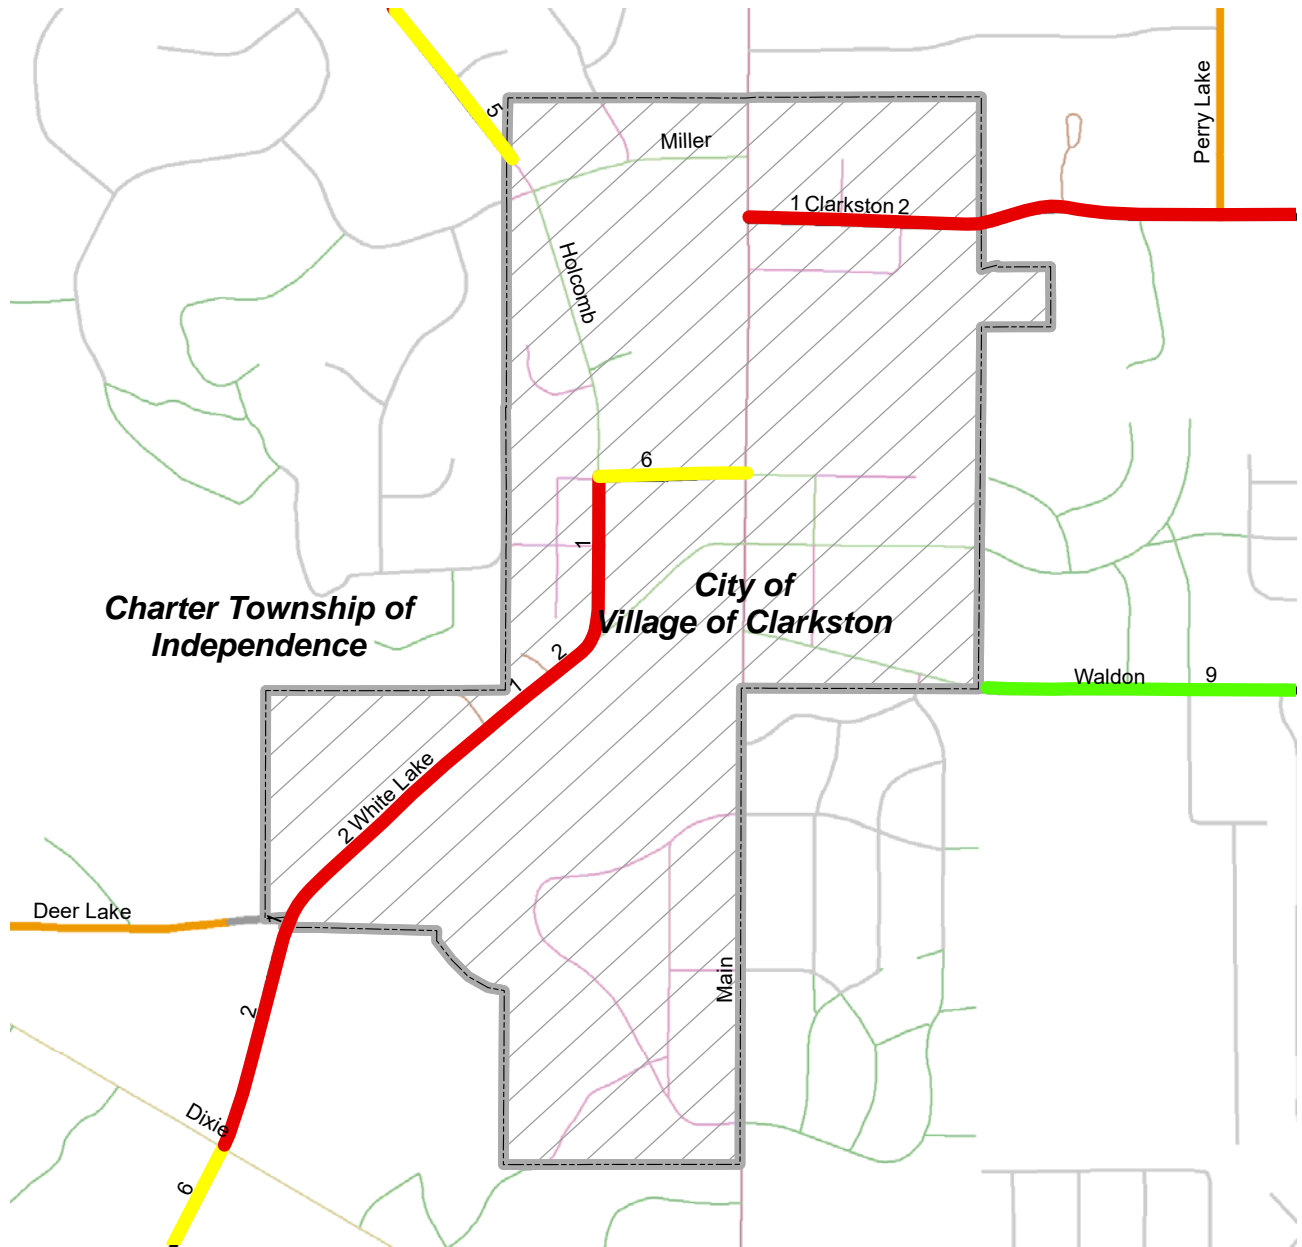 5
Miller
Perry Lake
1 Clarkston 2
Holcomb
6
1
City of
Village of Clarkston
Charter Township of
Independence
2
1
Waldon
9
2 White Lake
Deer Lake
1
Main
2
Dixie
6